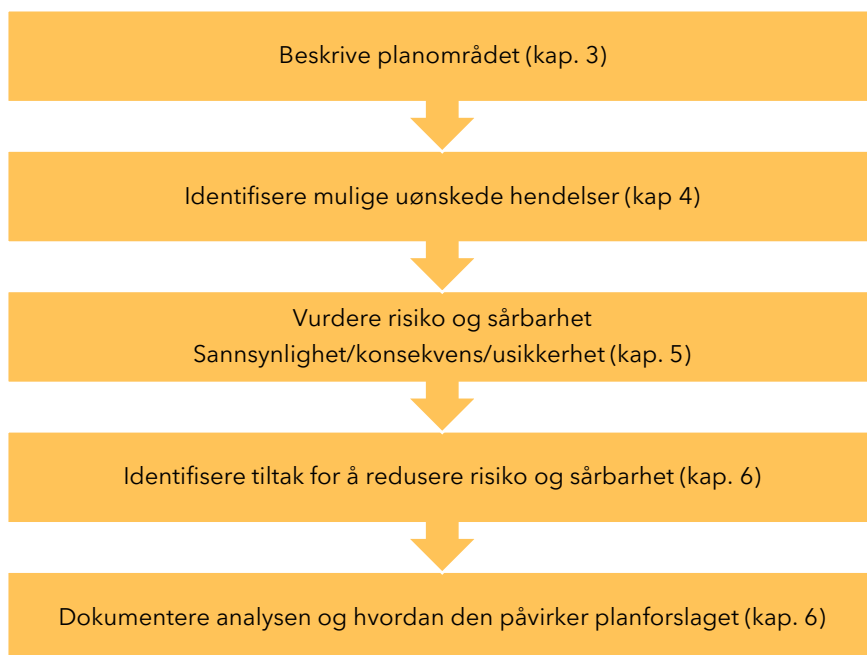 Beskrive planområdet (kap. 3)
Identifisere mulige uønskede hendelser (kap 4)
Vurdere risiko og sårbarhet
Sannsynlighet/konsekvens/usikkerhet (kap. 5)
Identifisere tiltak for å redusere risiko og sårbarhet (kap. 6)
Dokumentere analysen og hvordan den påvirker planforslaget (kap. 6)